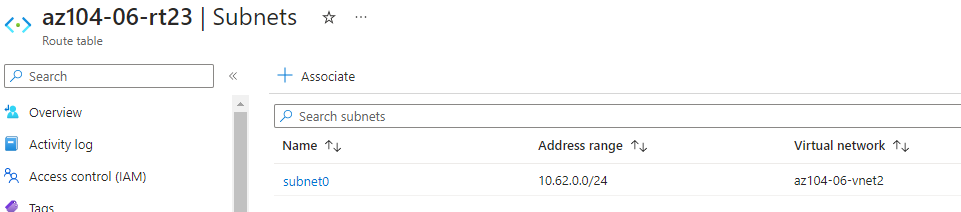 az104-06-rt23 | Subnets ☆ ...
Route table
Search «
Overview
Activity log
Access control (IAM)
Tags
+ Associate
Search subnets
Name ↑↓ Address range ↑↓ Virtual network ↑↓
subnet0 10.62.0.0/24 az104-06-vnet2